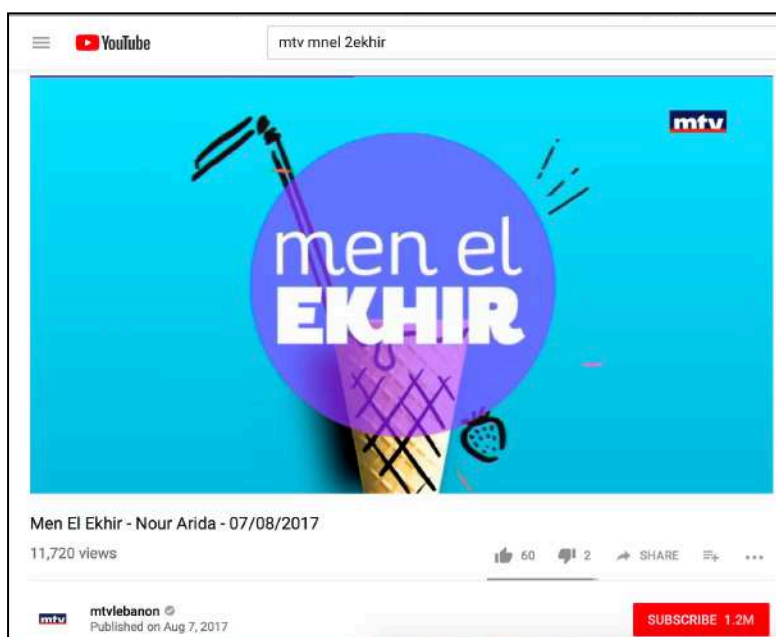 YouTube
mtv mnel 2ekhir
mtv
men el
EKHIR
Men El Ekhir - Nour Arida - 07/08/2017
11,720 views
60 2 SHARE
mtv
mtvlebanon
Published on Aug 7, 2017
SUBSCRIBE 1.2M